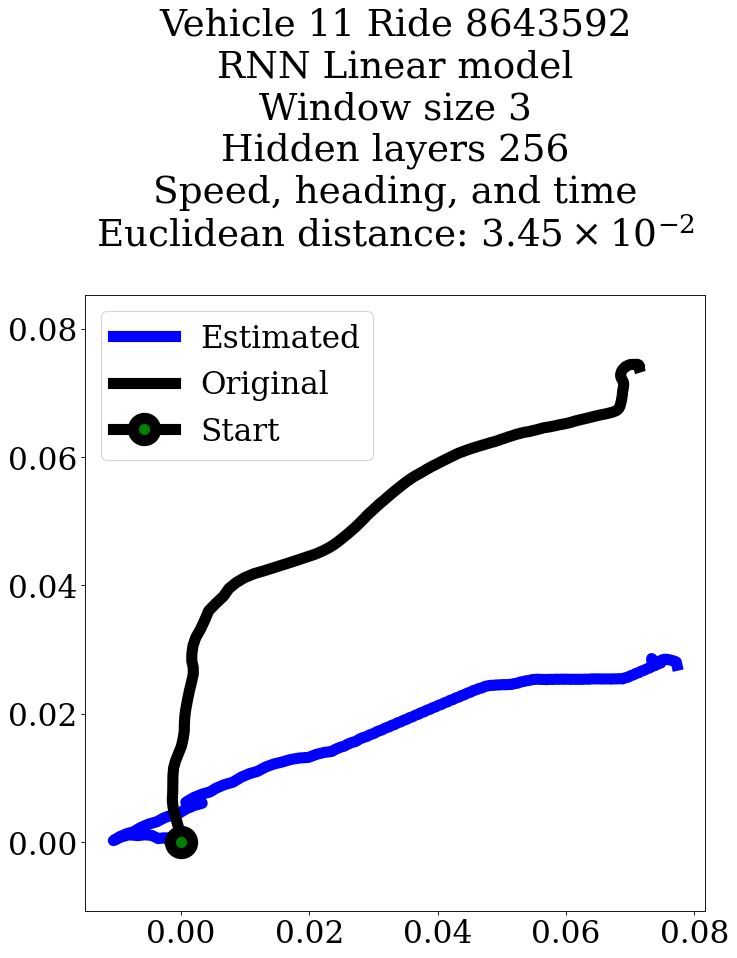 Vehicle 11 Ride 8643592
RNN Linear model
Window size 3
Hidden layers 256
Speed, heading, and time
Euclidean distance: 3.45 × 10⁻²
Estimated
Original
Start
0.08
0.06
0.04
0.02
0.00
0.00 0.02 0.04 0.06 0.08